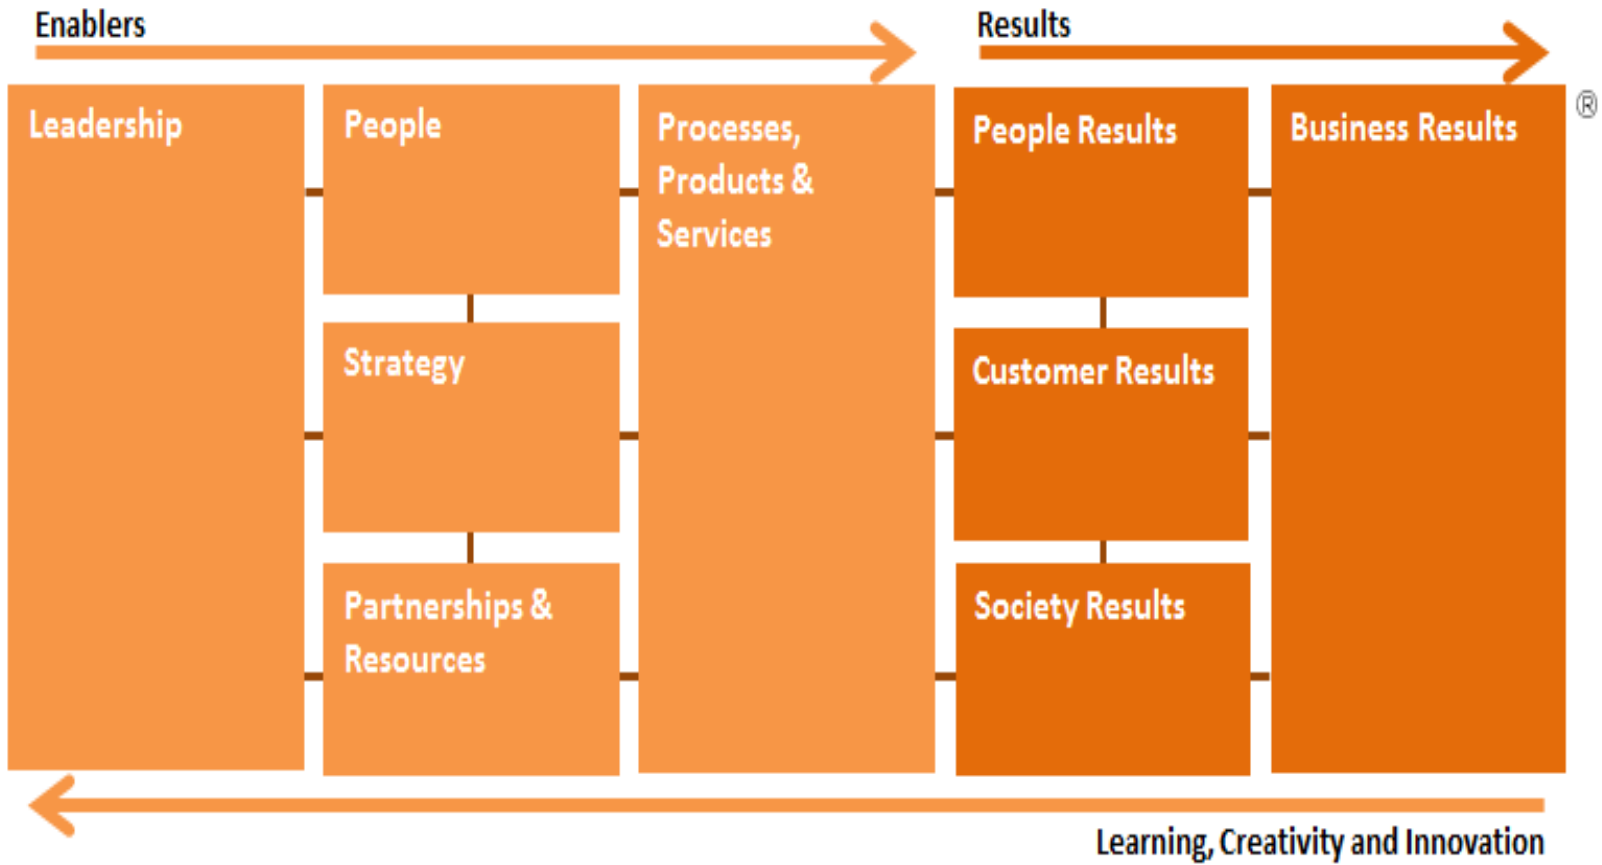 Enablers
Results
Leadership
People
Processes,
Products &
Services
People Results
Business Results
®
Strategy
Customer Results
Partnerships &
Resources
Society Results
Learning, Creativity and Innovation